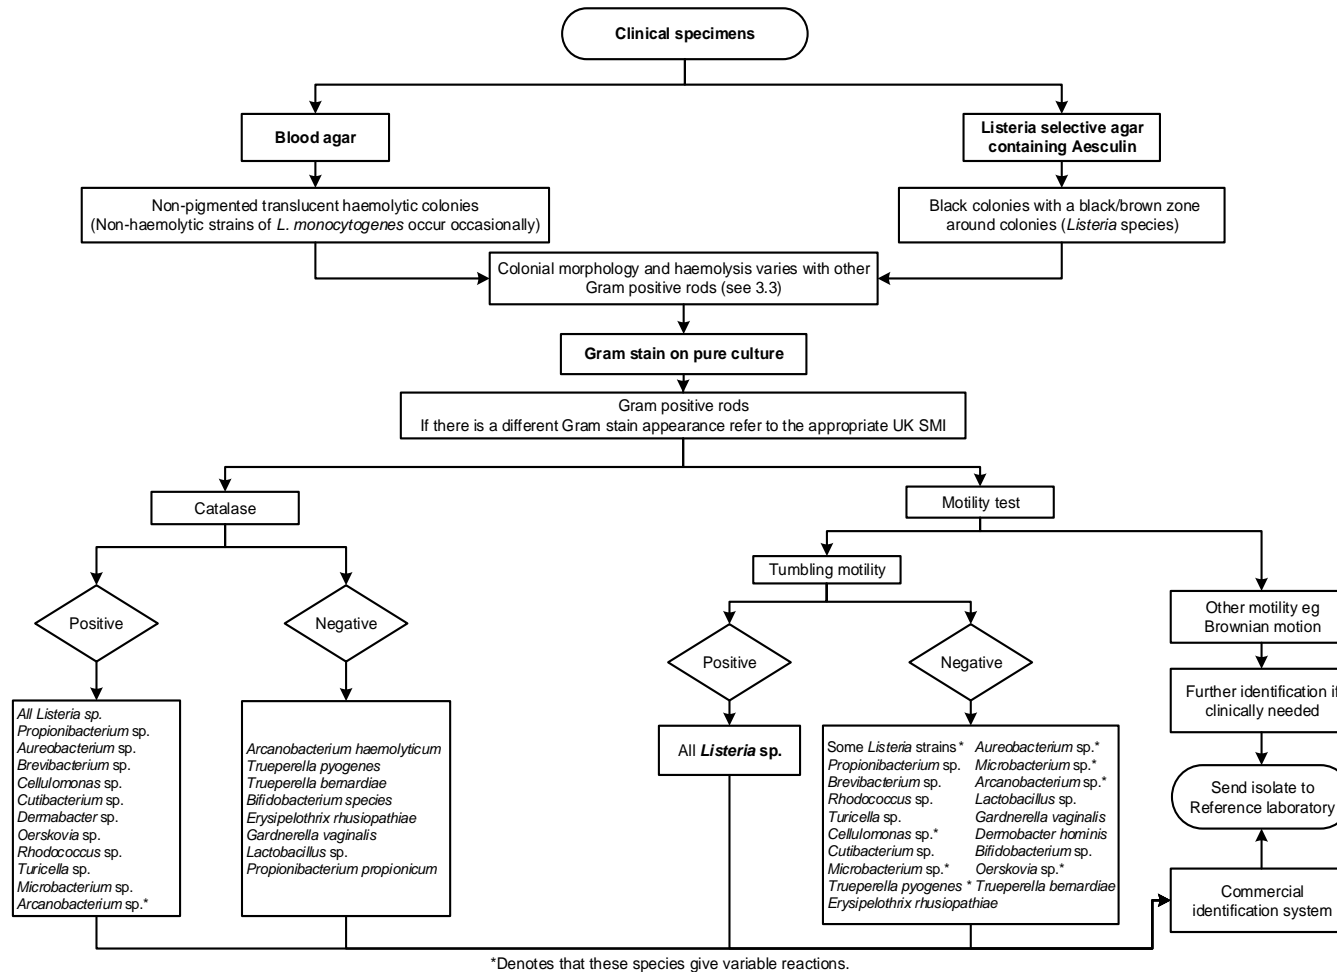 Clinical specimens
Blood agar
Listeria selective agar
containing Aesculin
Non-pigmented translucent haemolytic colonies
(Non-haemolytic strains of L. monocytogenes occur occasionally)
Black colonies with a black/brown zone
around colonies (Listeria species)
Colonial morphology and haemolysis varies with other
Gram positive rods (see 3.3)
Gram stain on pure culture
Gram positive rods
If there is a different Gram stain appearance refer to the appropriate UK SMI
Catalase
Motility test
Tumbling motility
Other motility eg
Brownian motion
Positive
Negative
Positive
Negative
Further identification if
clinically needed
All Listeria sp.
Propionibacterium sp.
Aureobacterium sp.
Brevibacterium sp.
Cellulomonas sp.
Cutibacterium sp.
Dermabacter sp.
Oerskovia sp.
Rhodococcus sp.
Turicella sp.
Microbacterium sp.
Arcanobacterium sp.*
Arcanobacterium haemolyticum
Trueperella pyogenes
Trueperella bernardiae
Bifidobacterium species
Erysipelothrix rhusiopathiae
Gardnerella vaginalis
Lactobacillus sp.
Propionibacterium propionicum
All Listeria sp.
Some Listeria strains*
Propionibacterium sp.
Brevibacterium sp.
Rhodococcus sp.
Turicella sp.
Cellulomonas sp.*
Cutibacterium sp.
Microbacterium sp.*
Trueperella pyogenes *
Erysipelothrix rhusiopathiae
Aureobacterium sp.*
Microbacterium sp.*
Arcanobacterium sp.*
Lactobacillus sp.
Gardnerella vaginalis
Dermobacter hominis
Bifidobacterium sp.
Oerskovia sp.*
Trueperella bernardiae
Send isolate to
Reference laboratory
Commercial
identification system
*Denotes that these species give variable reactions.